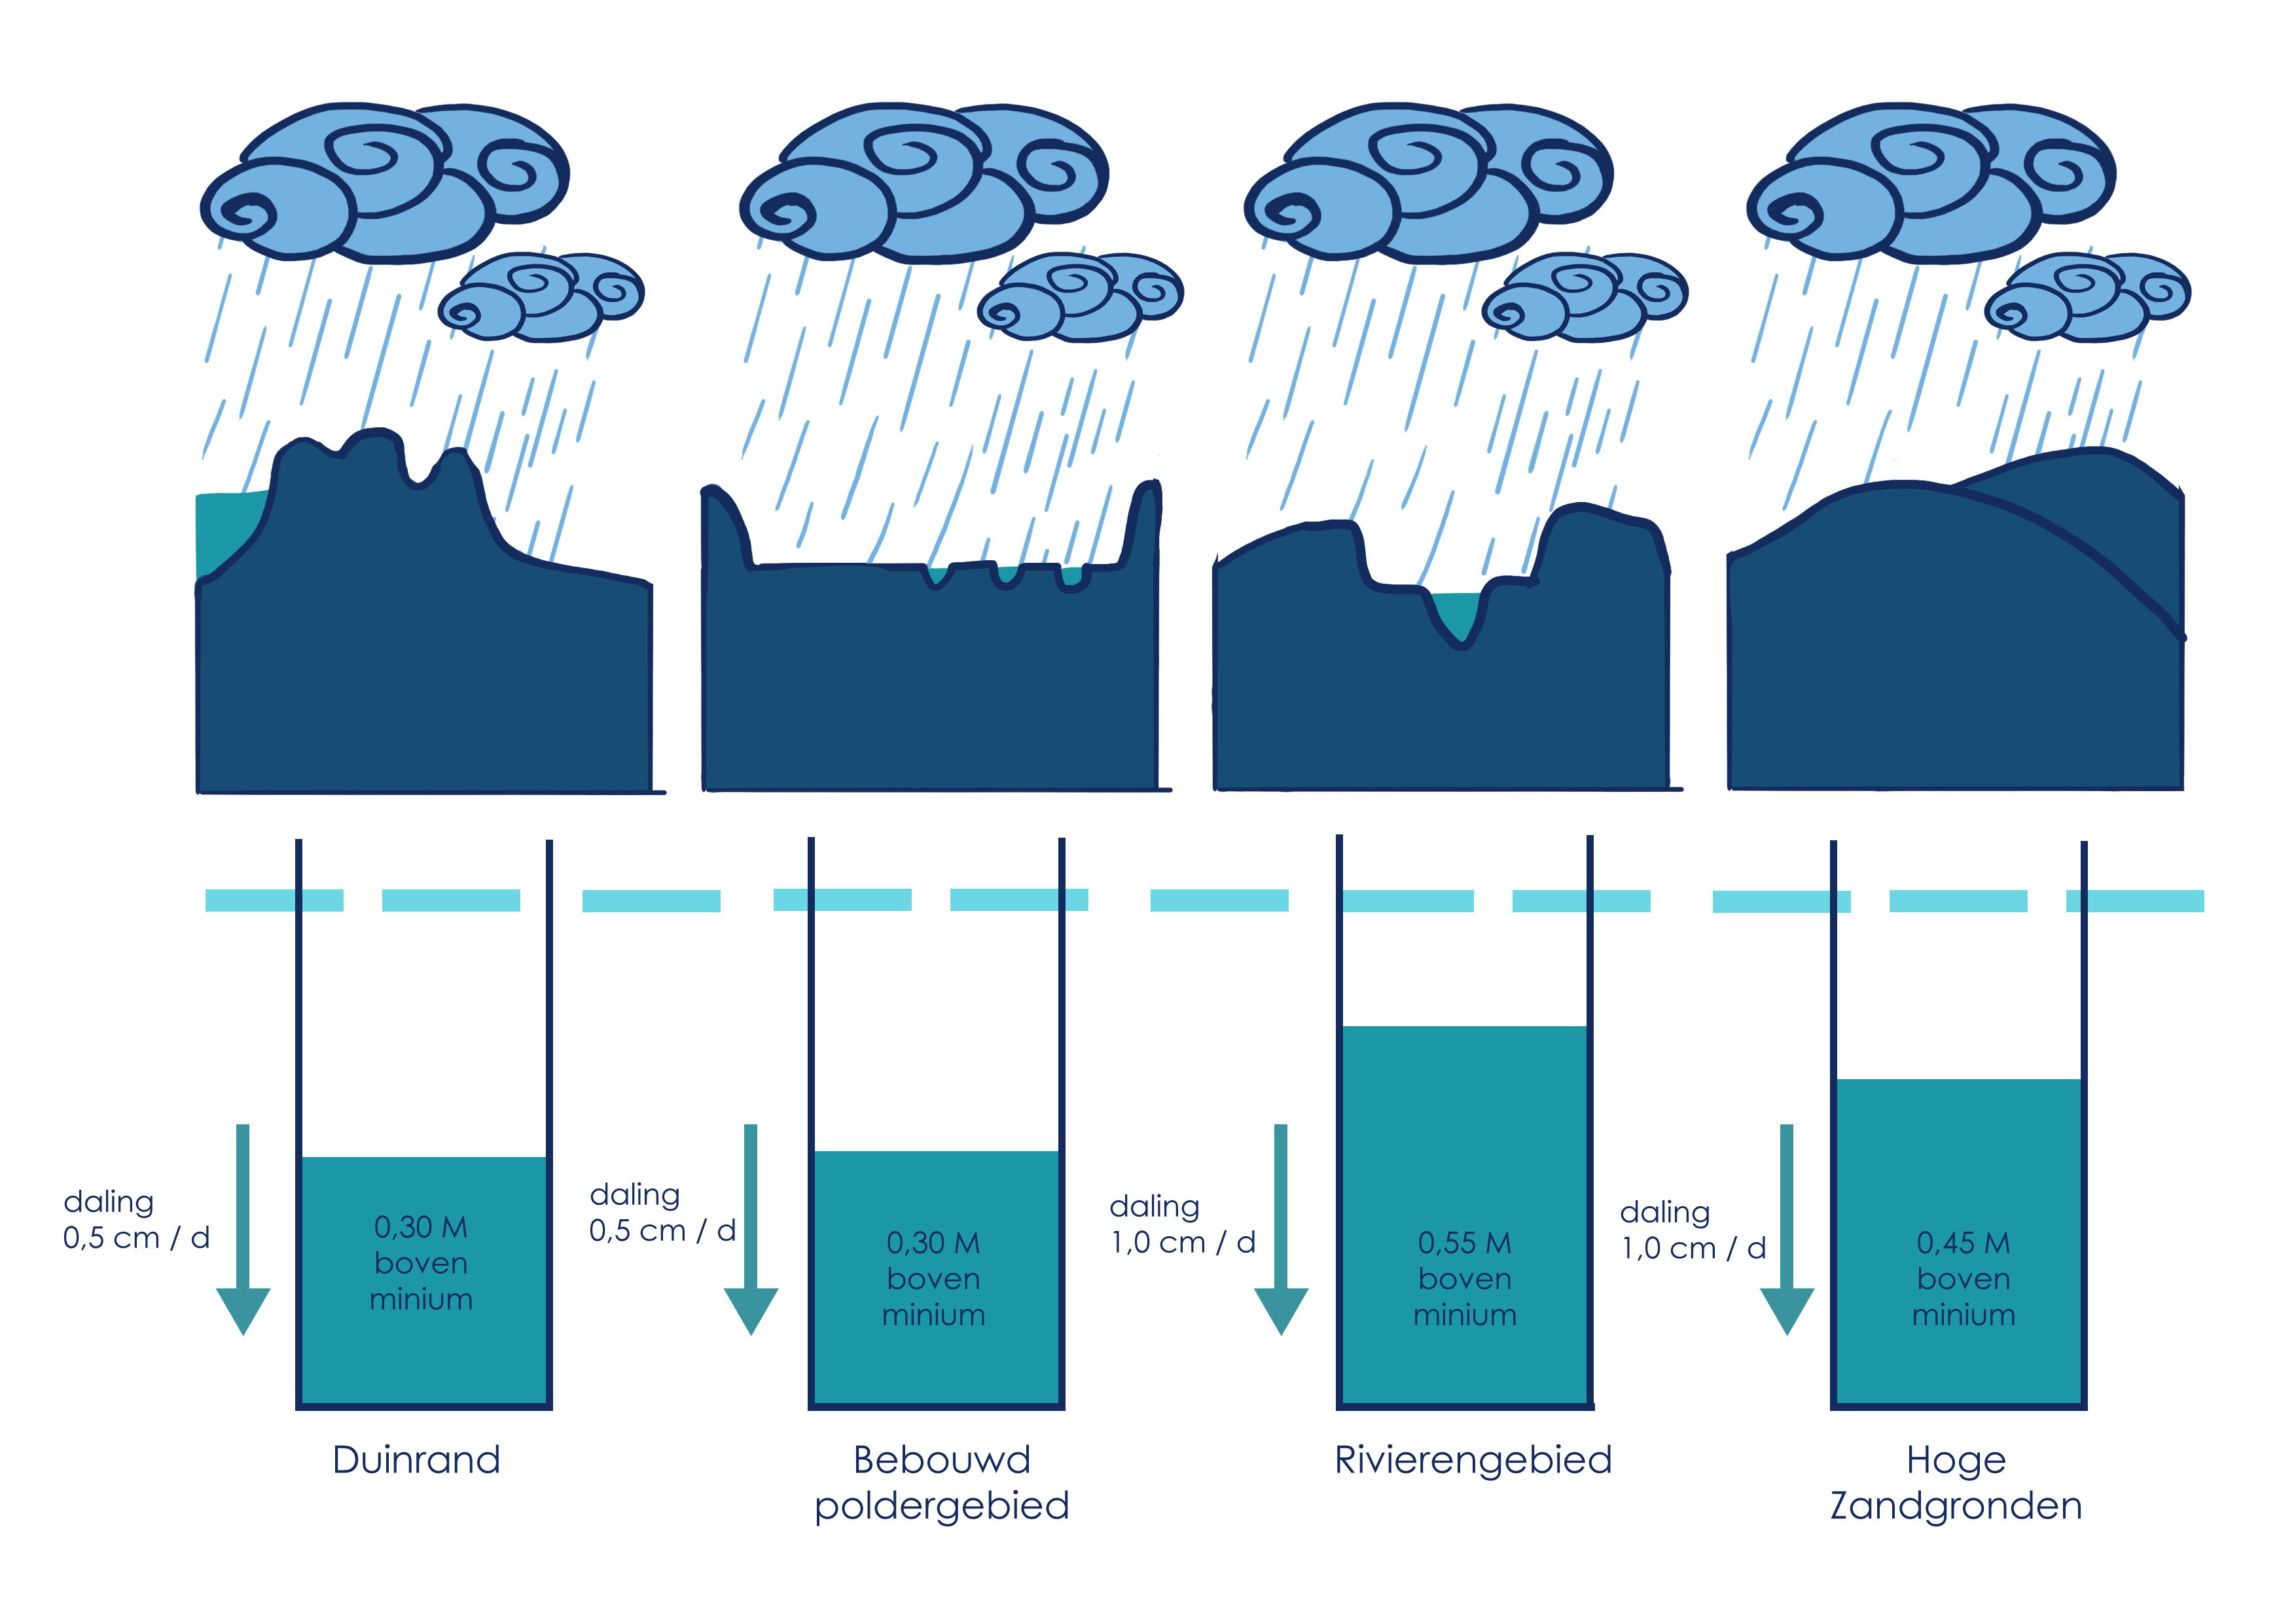 daling
0,5 cm / d
0,30 M
boven
minium
daling
0,5 cm / d
0,30 M
boven
minium
daling
1,0 cm / d
0,55 M
boven
minium
daling
1,0 cm / d
0,45 M
boven
minium
Duinrand
Bebouwd
poldergebied
Rivierengebied
Hoge
Zandgronden